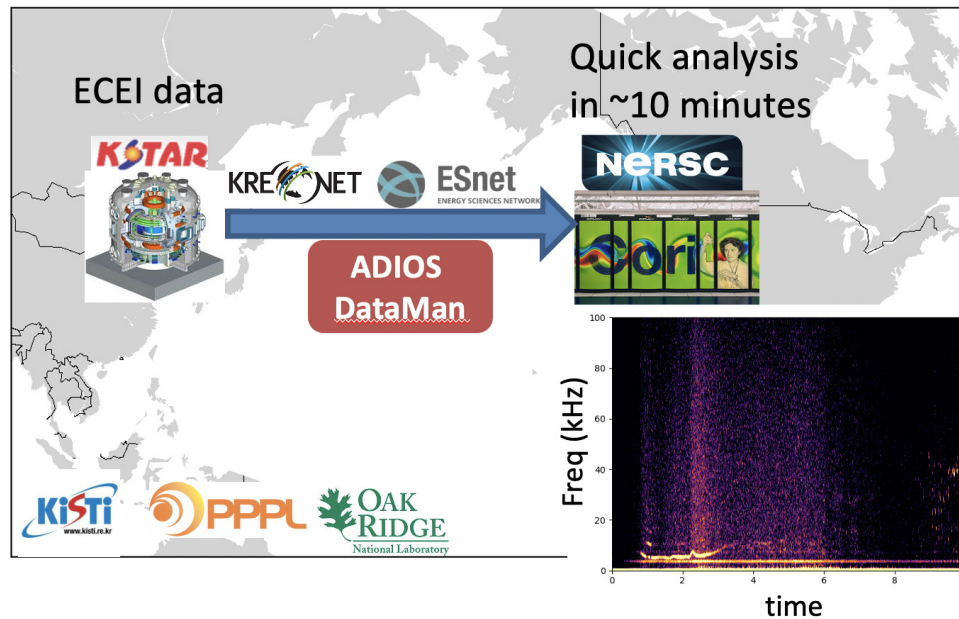 ECEI data
Quick analysis
in ~10 minutes
KSTAR
KREONET
ESnet
ENERGY SCIENCES NETWORK
NERSC
Cori
ADIOS
DataMan
KiSTi
www.kisti.re.kr
PPPL
OAK
RIDGE
National Laboratory
100
80
60
40
20
0
Freq (kHz)
0 2 4 6 8
time